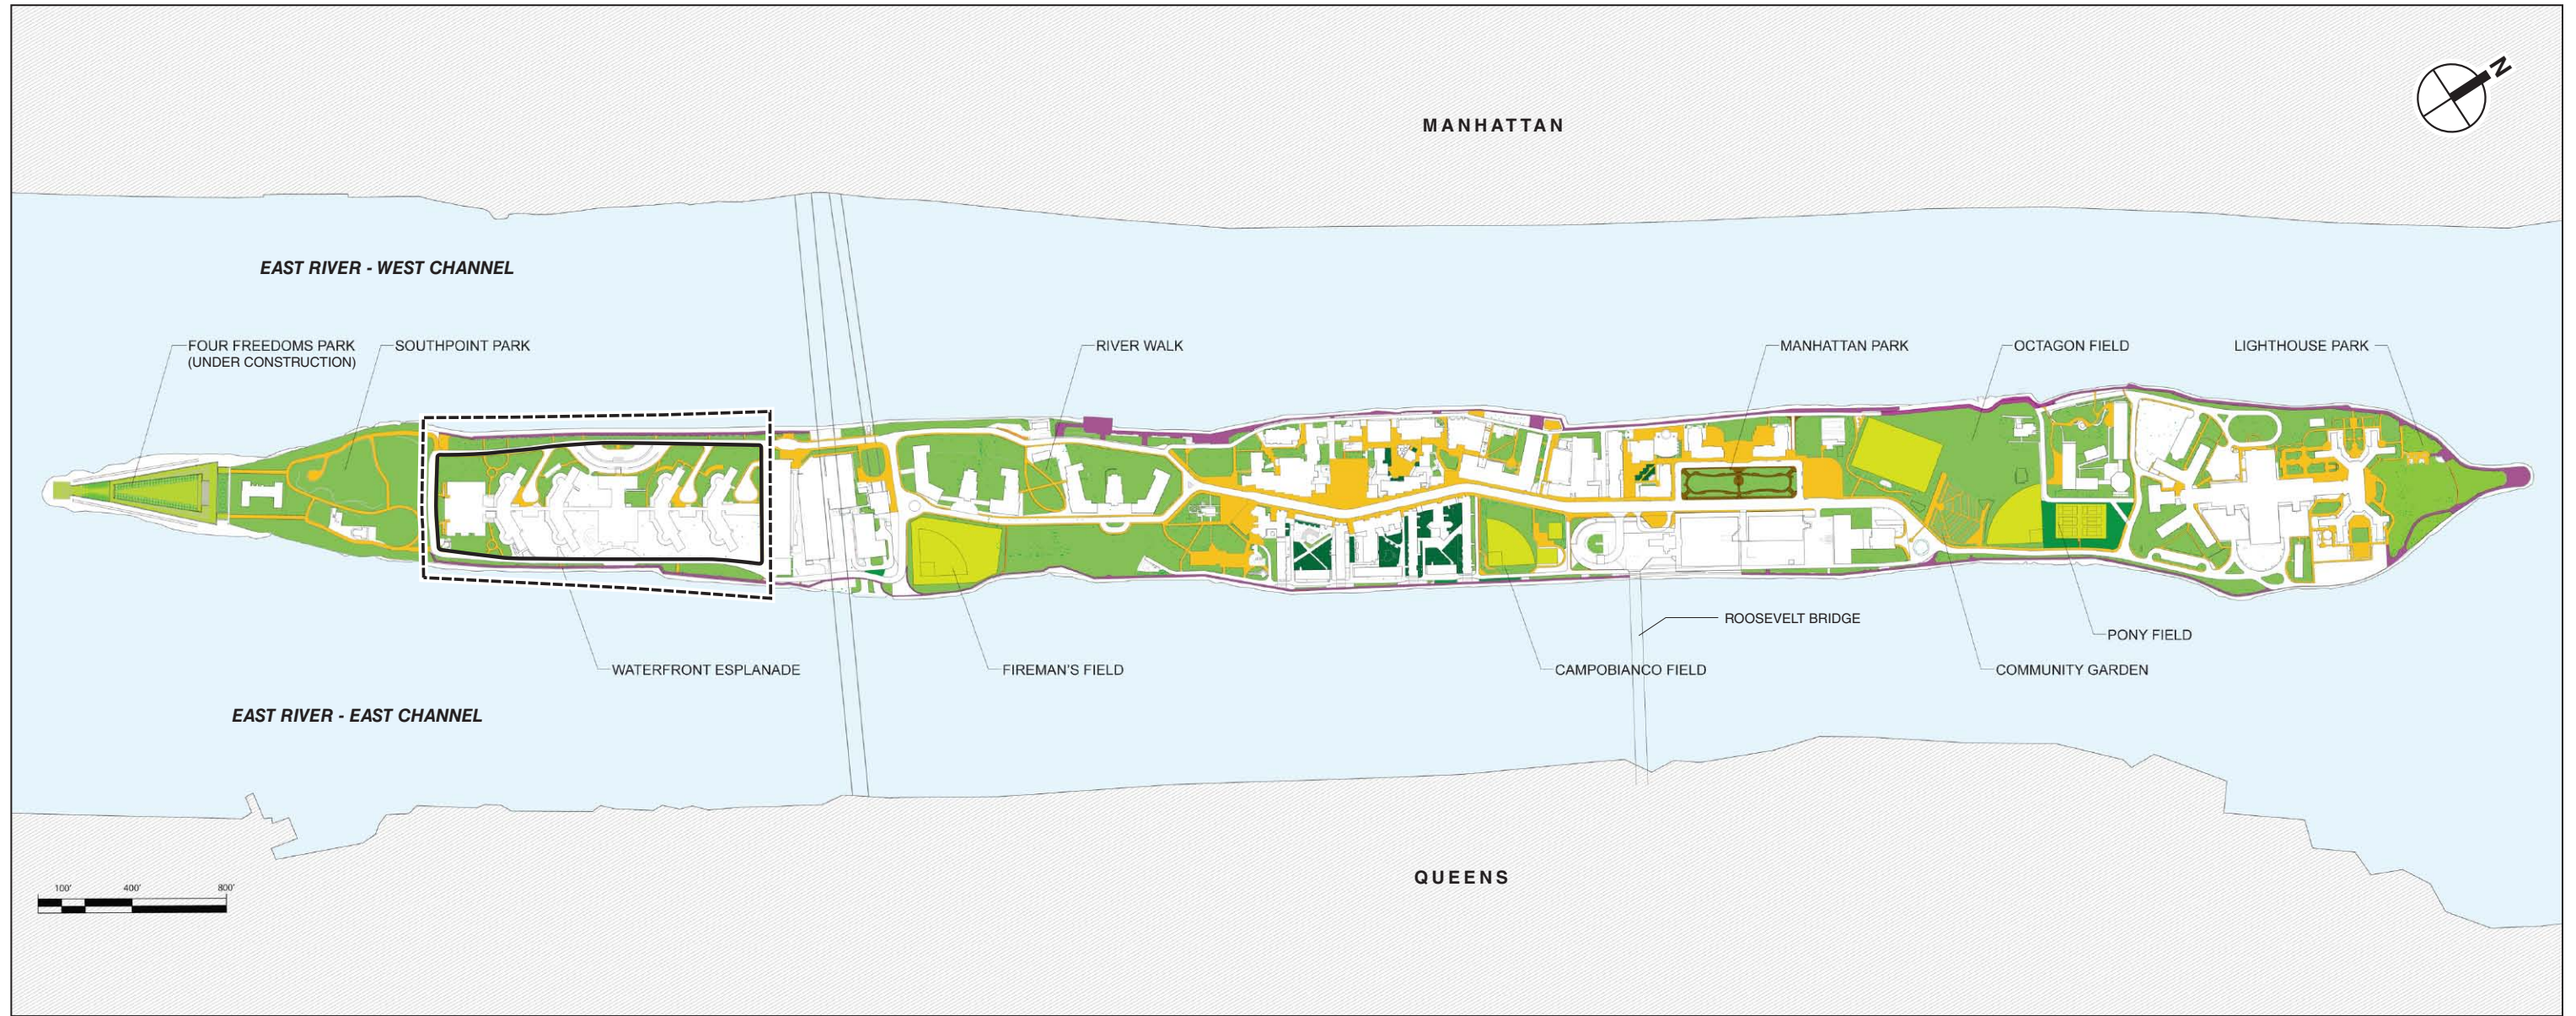 N
MANHATTAN
EAST RIVER - WEST CHANNEL
FOUR FREEDOMS PARK
(UNDER CONSTRUCTION)
SOUTHPOINT PARK
RIVER WALK
MANHATTAN PARK
OCTAGON FIELD
LIGHTHOUSE PARK
ROOSEVELT BRIDGE
PONY FIELD
WATERFRONT ESPLANADE
FIREMAN'S FIELD
CAMPOBIANCO FIELD
COMMUNITY GARDEN
EAST RIVER - EAST CHANNEL
QUEENS
100' 400' 800'